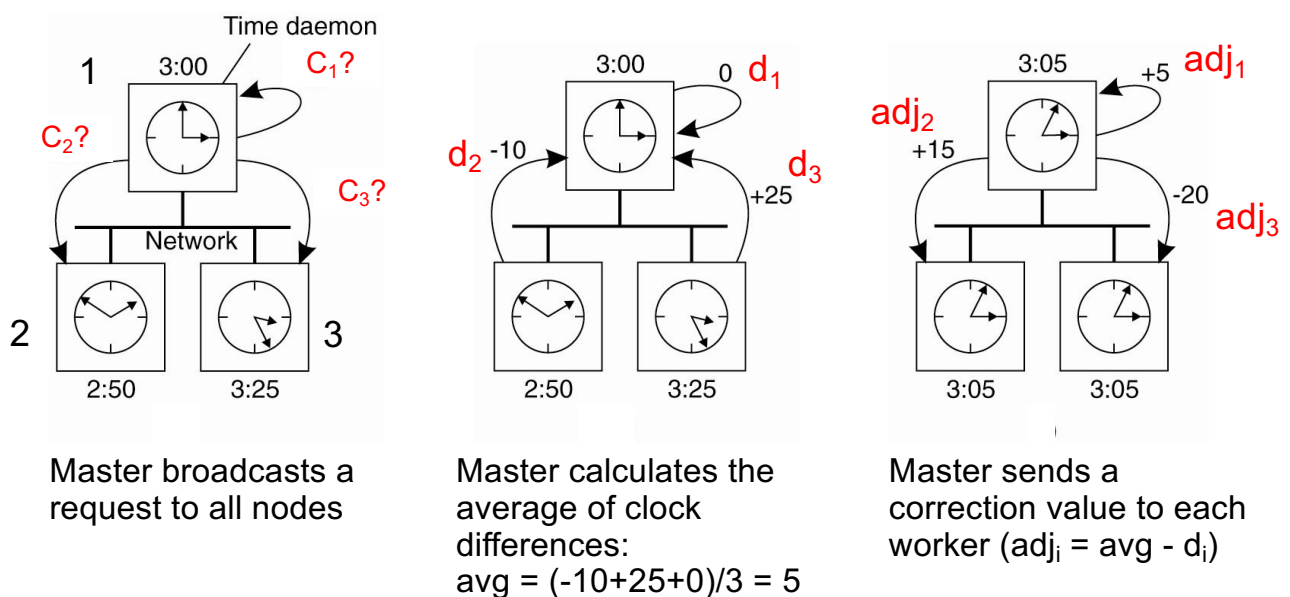 Time daemon
1
3:00
C₁?
C₂?
C₃?
Network
2
3
2:50
3:25
3:00
0
d₁
d₂
-10
d₃
+25
2:50
3:25
3:05
+5
adj₁
adj₂
+15
-20
adj₃
3:05
3:05
Master broadcasts a
request to all nodes
Master calculates the
average of clock
differences:
avg = (-10+25+0)/3 = 5
Master sends a
correction value to each
worker (adjᵢ = avg - dᵢ)